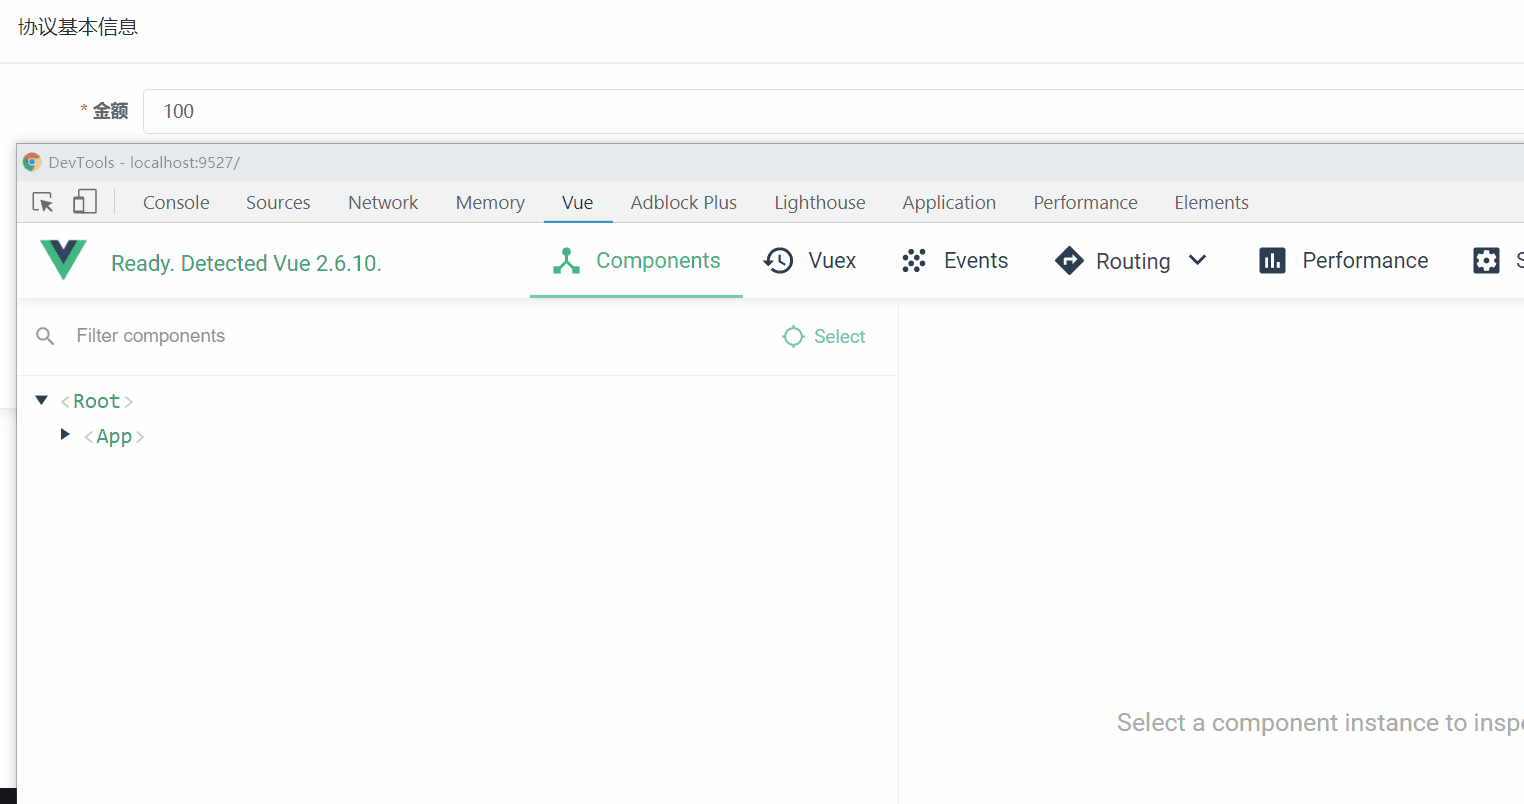 协议基本信息
* 金额 100
DevTools - localhost:9527/
Console Sources Network Memory Vue Adblock Plus Lighthouse Application Performance Elements
Ready. Detected Vue 2.6.10. Components Vuex Events Routing Performance S
Filter components Select
<Root>
<App>
Select a component instance to inspe